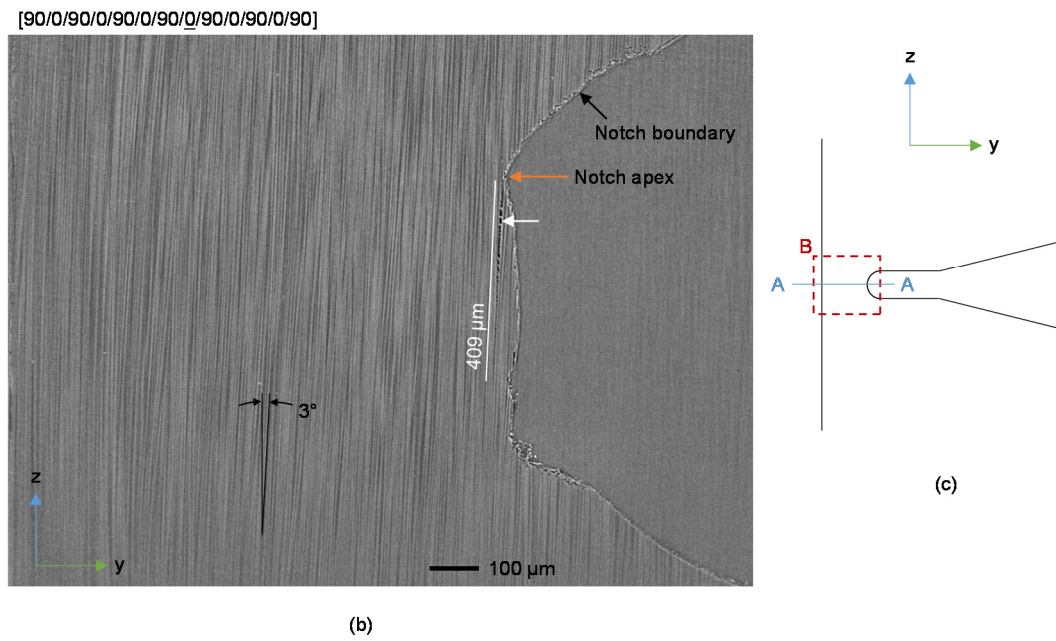 [90/0/90/0/90/0/90/0/90/0/90/0/90]
Notch boundary
Notch apex
409 µm
3°
z
y
100 µm
(b)
z
y
B
A
A
(c)